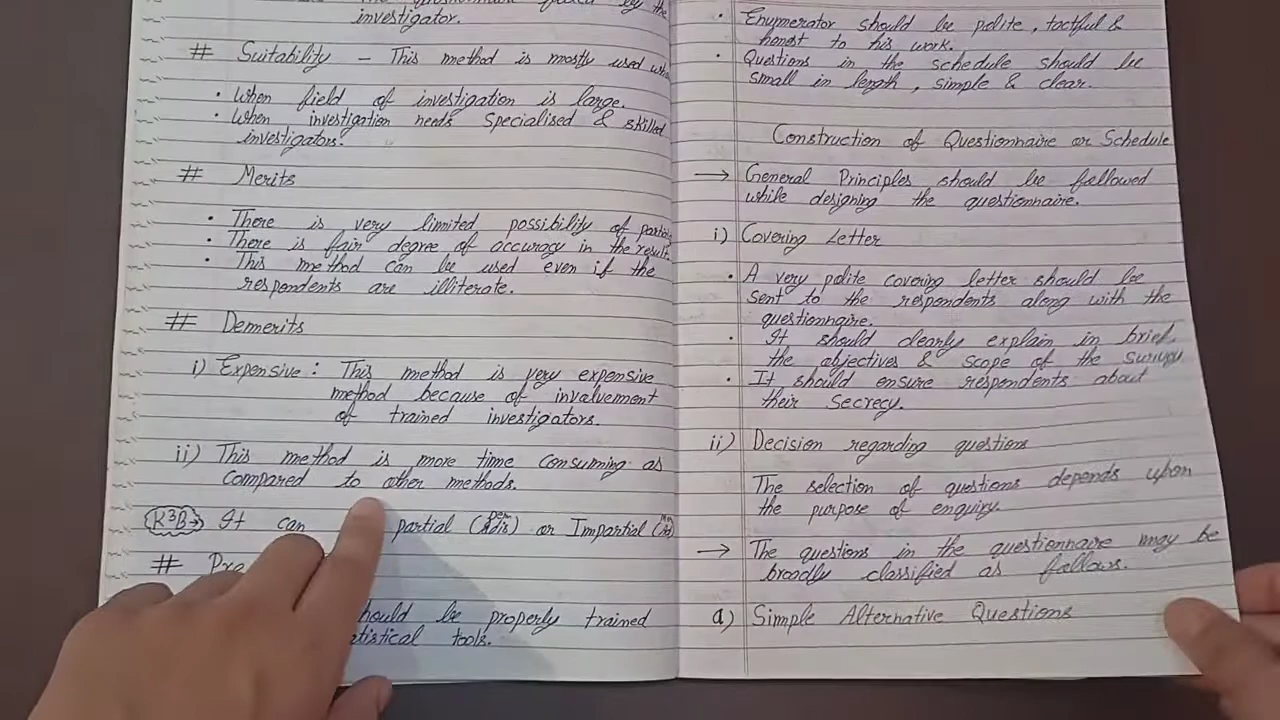 investigator.
# Suitability - This method is mostly used
• When field of investigation is large.
• When investigation needs specialised & skilled
investigators.
# Merits
• There is very limited possibility of
• There is fair degree of accuracy in the result.
• This method can be used even if the
respondents are illiterate.
# Demerits
i) Expensive : This method is very expensive
method because of involvement
of trained investigators.
ii) This method is more time consuming as
compared to other methods.
K3B → It can partial ( ) or Impartial
#
should be properly trained
tools.
• Enumerator should be polite, tactful &
honest to his work.
• Questions in the schedule should be
small in length, simple & clear.
Construction of Questionnaire or Schedule
→ General Principles should be followed
while designing the questionnaire.
i) Covering Letter
• A very polite covering letter should be
sent to the respondents along with the
questionnaire.
• It should clearly explain in brief
the objectives & scope of the survey
• It should ensure respondents about
their secrecy.
ii) Decision regarding questions
The selection of questions depends upon
the purpose of enquiry.
→ The questions in the questionnaire may be
broadly classified as follows.
a) Simple Alternative Questions